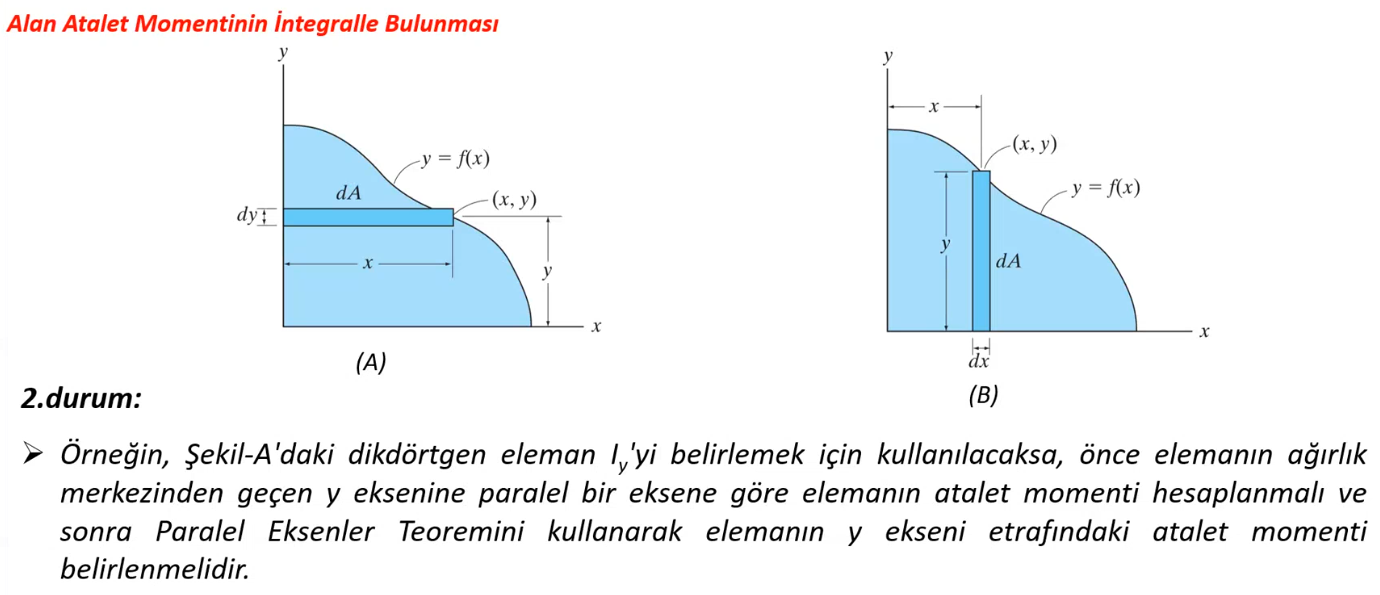 Alan Atalet Momentinin İntegralle Bulunması
y
y = f(x)
dA
(x, y)
dy
x
y
x
(A)
y
x
(x, y)
y = f(x)
y
dA
x
dx
(B)
2.durum:
➢ Örneğin, Şekil-A'daki dikdörtgen eleman Iy'yi belirlemek için kullanılacaksa, önce elemanın ağırlık
merkezinden geçen y eksenine paralel bir eksene göre elemanın atalet momenti hesaplanmalı ve
sonra Paralel Eksenler Teoremini kullanarak elemanın y ekseni etrafındaki atalet momenti
belirlenmelidir.